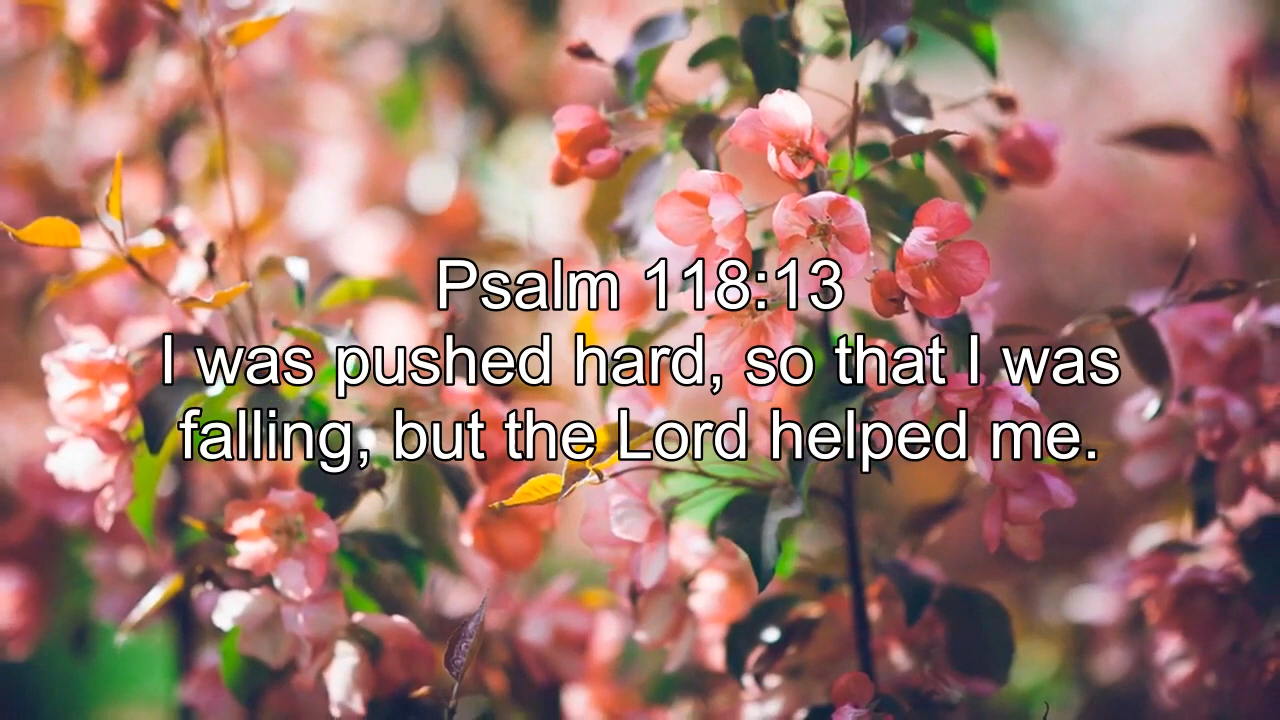 Psalm 118:13
I was pushed hard, so that I was
falling, but the Lord helped me.